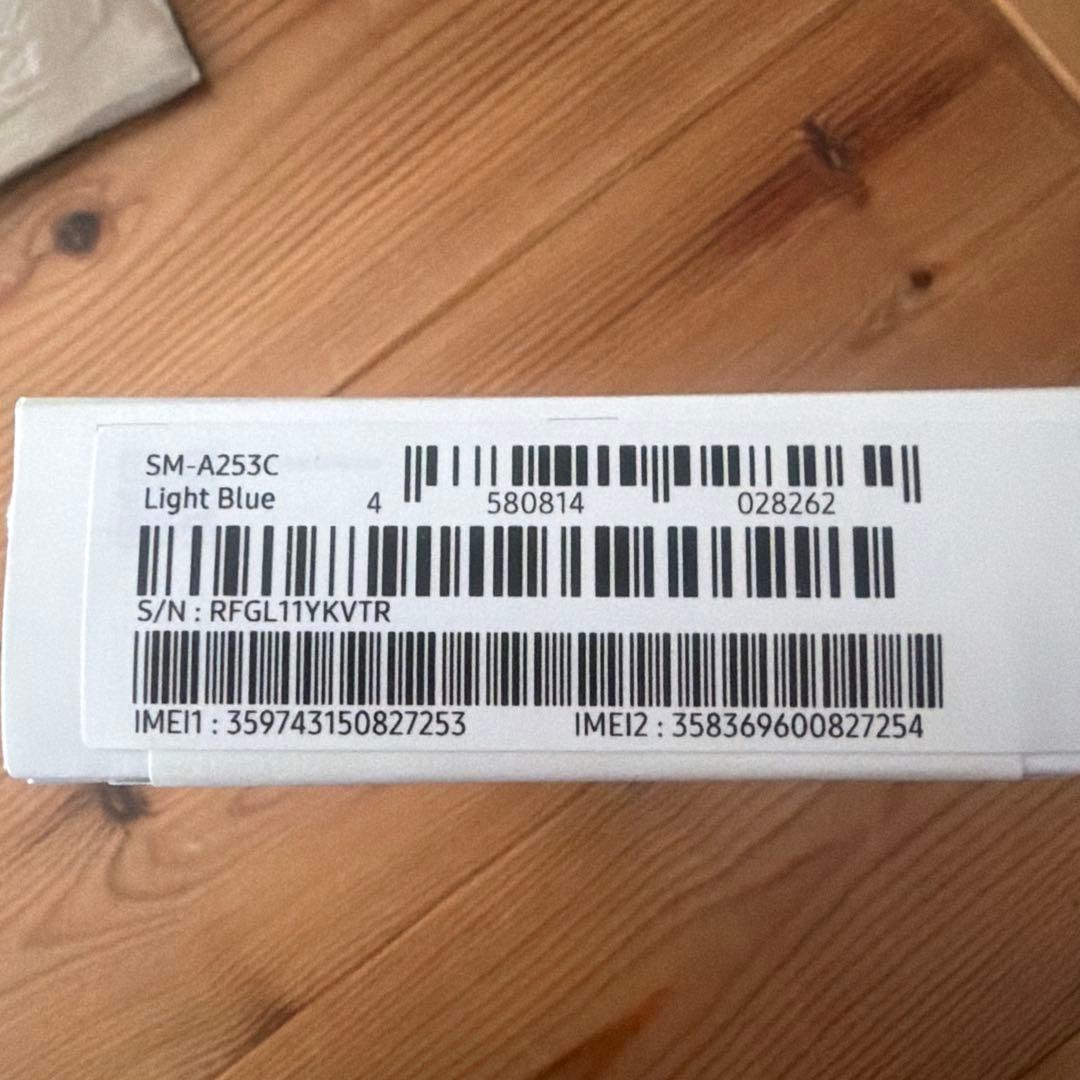 SM-A253C
Light Blue
4 580814 028262
S/N : RFGL11YKVTR
IMEI1 : 359743150827253 IMEI2 : 358369600827254